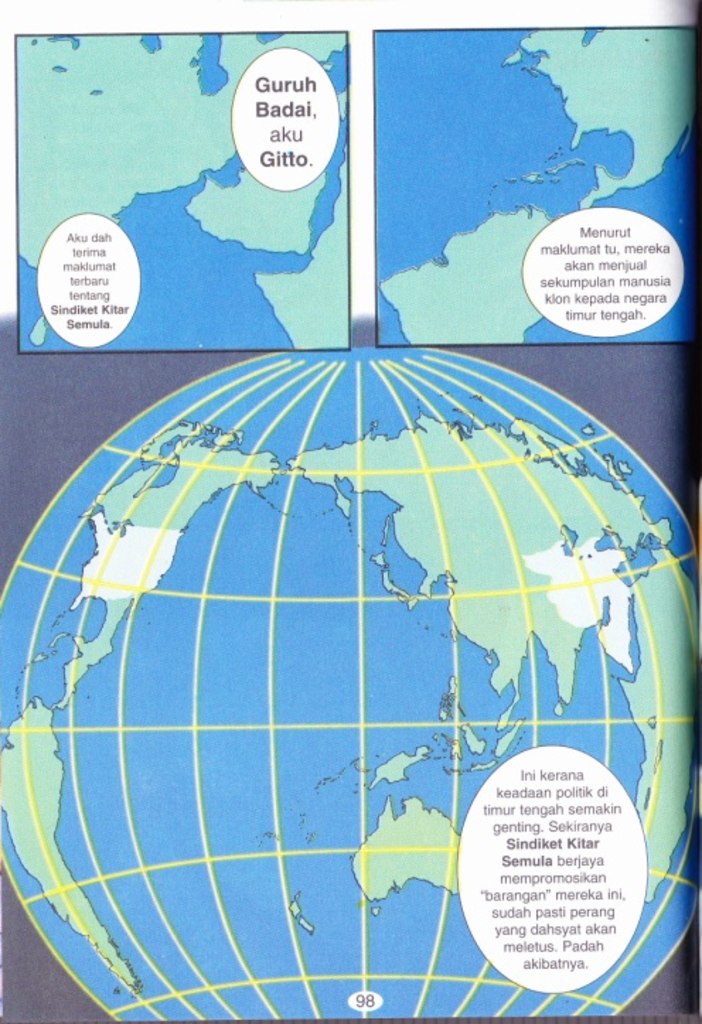 Guruh
Badai,
aku
Gitto.
Aku dah
terima
maklumat
terbaru
tentang
Sindiket Kitar
Semula.
Menurut
maklumat tu, mereka
akan menjual
sekumpulan manusia
klon kepada negara
timur tengah.
Ini kerana
keadaan politik di
timur tengah semakin
genting. Sekiranya
Sindiket Kitar
Semula berjaya
mempromosikan
“barangan” mereka ini,
sudah pasti perang
yang dahsyat akan
meletus. Padah
akibatnya.
98